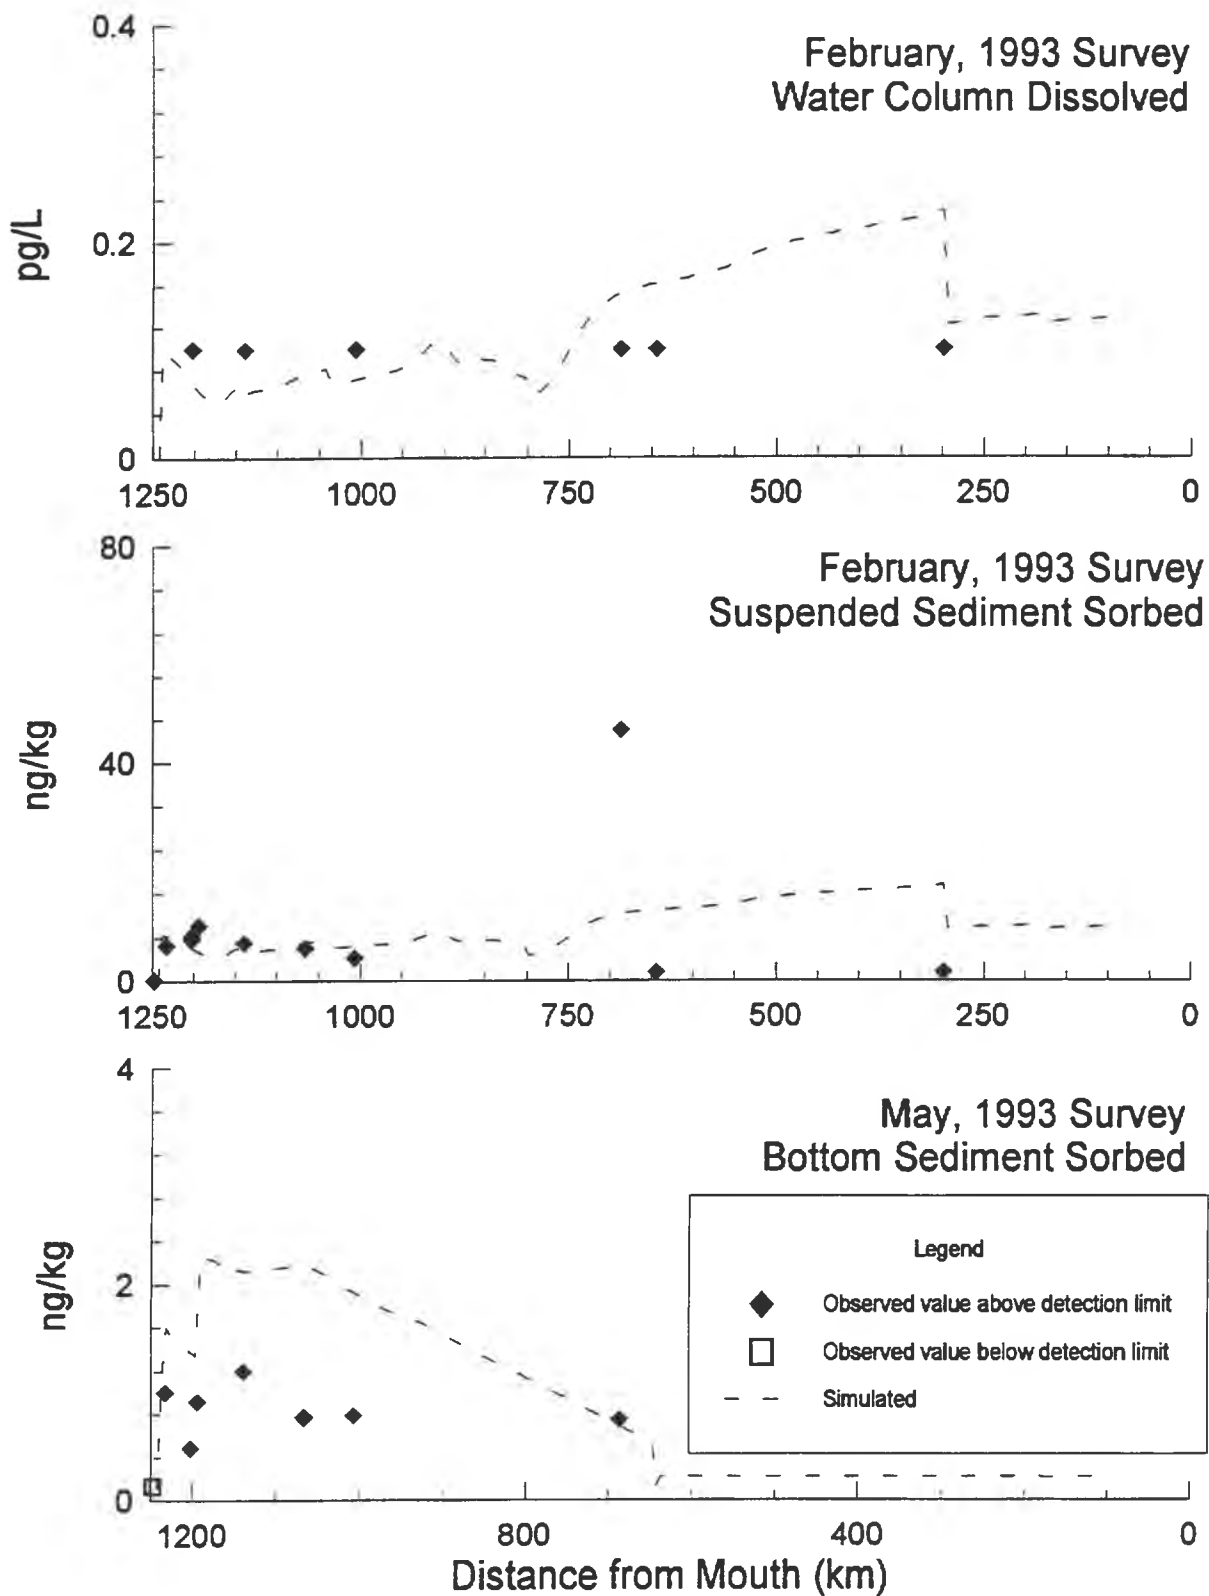 0.4
February, 1993 Survey
Water Column Dissolved
pg/L
0.2
0
1250 1000 750 500 250 0
80
February, 1993 Survey
Suspended Sediment Sorbed
ng/kg
40
0
1250 1000 750 500 250 0
4
May, 1993 Survey
Bottom Sediment Sorbed
ng/kg
2
Legend
Observed value above detection limit
Observed value below detection limit
Simulated
0
1200 800 400 0
Distance from Mouth (km)